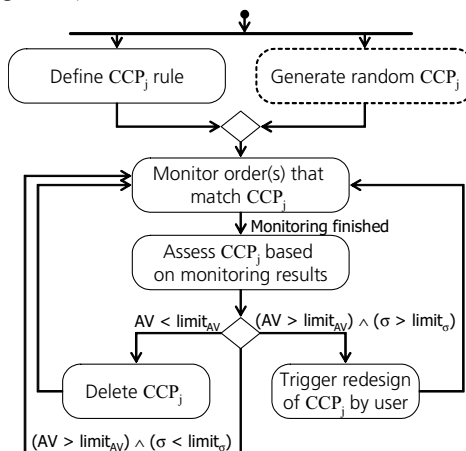 Define CCPj rule
Generate random CCPj
Monitor order(s) that
match CCPj
Monitoring finished
Assess CCPj based
on monitoring results
AV < limitAV
(AV > limitAV) ∧ (σ > limitσ)
Delete CCPj
Trigger redesign
of CCPj by user
(AV > limitAV) ∧ (σ < limitσ)